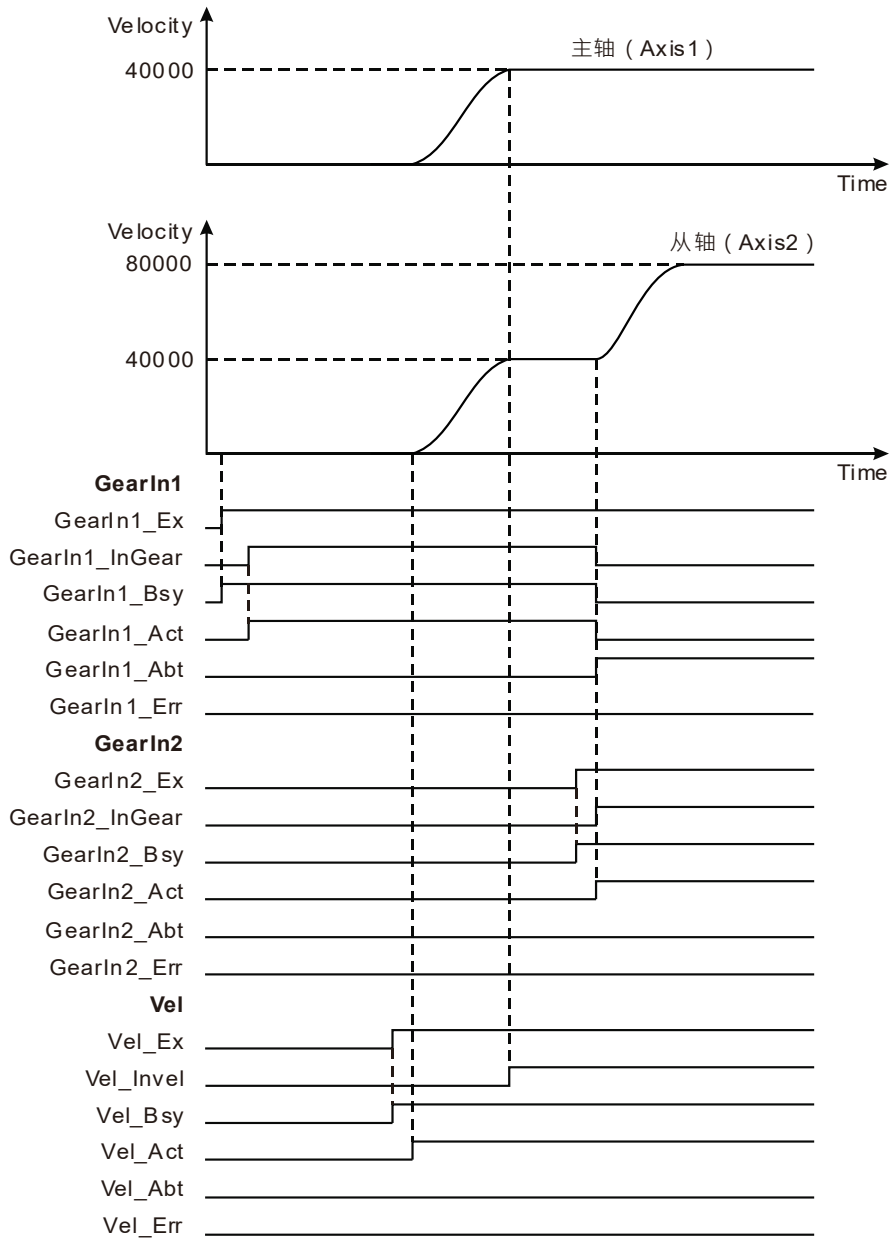 Velocity
主轴（Axis1）
40000
Time
Velocity
从轴（Axis2）
80000
40000
Time
GearIn1
GearIn1_Ex
GearIn1_InGear
GearIn1_Bsy
GearIn1_Act
GearIn1_Abt
GearIn1_Err
GearIn2
GearIn2_Ex
GearIn2_InGear
GearIn2_Bsy
GearIn2_Act
GearIn2_Abt
GearIn2_Err
Vel
Vel_Ex
Vel_Invel
Vel_Bsy
Vel_Act
Vel_Abt
Vel_Err